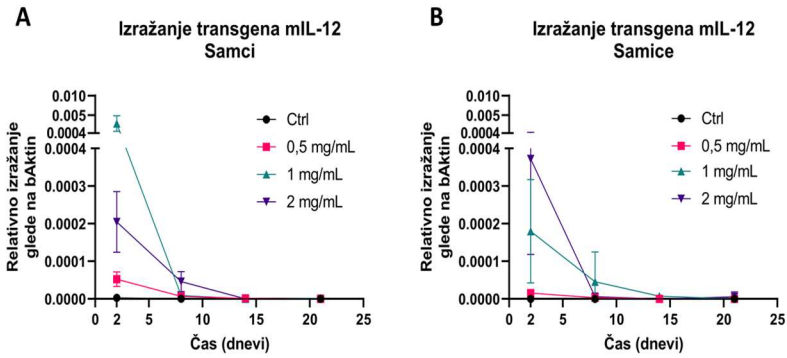 A
Izražanje transgena mIL-12
Samci
Relativno izražanje
glede na bAktin
0.010
0.005
0.0004
0.0004
0.0003
0.0002
0.0001
0.0000
0 2 5 10 15 20 25
Čas (dnevi)
Ctrl
0,5 mg/mL
1 mg/mL
2 mg/mL
B
Izražanje transgena mIL-12
Samice
Relativno izražanje
glede na bAktin
0.010
0.005
0.0004
0.0004
0.0003
0.0002
0.0001
0.0000
0 2 5 10 15 20 25
Čas (dnevi)
Ctrl
0,5 mg/mL
1 mg/mL
2 mg/mL